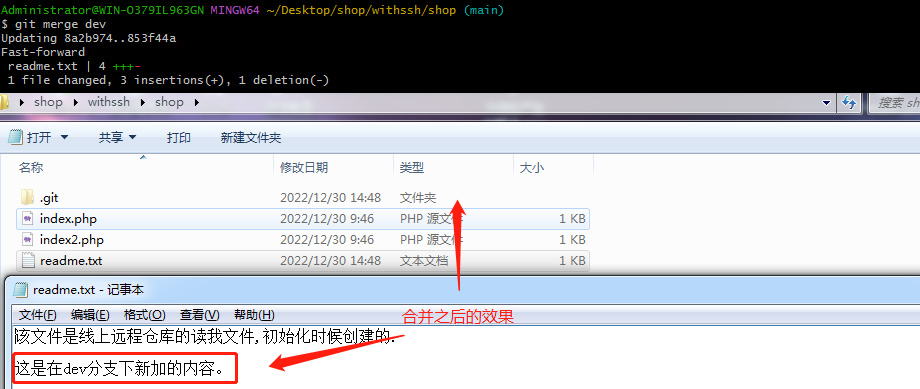 Administrator@WIN-O379IL963GN MINGW64 ~/Desktop/shop/withssh/shop (main)
$ git merge dev
Updating 8a2b974..853f44a
Fast-forward
 readme.txt | 4 +++-
 1 file changed, 3 insertions(+), 1 deletion(-)
shop withssh shop 搜索 sh
打开 共享 打印 新建文件夹
名称 修改日期 类型 大小
.git 2022/12/30 14:48 文件夹
index.php 2022/12/30 9:46 PHP 源文件 1 KB
index2.php 2022/12/30 9:46 PHP 源文件 1 KB
readme.txt 2022/12/30 14:48 文本文档 1 KB
readme.txt - 记事本
文件(F) 编辑(E) 格式(O) 查看(V) 帮助(H)
合并之后的效果
该文件是线上远程仓库的读我文件,初始化时候创建的.
这是在dev分支下新加的内容。